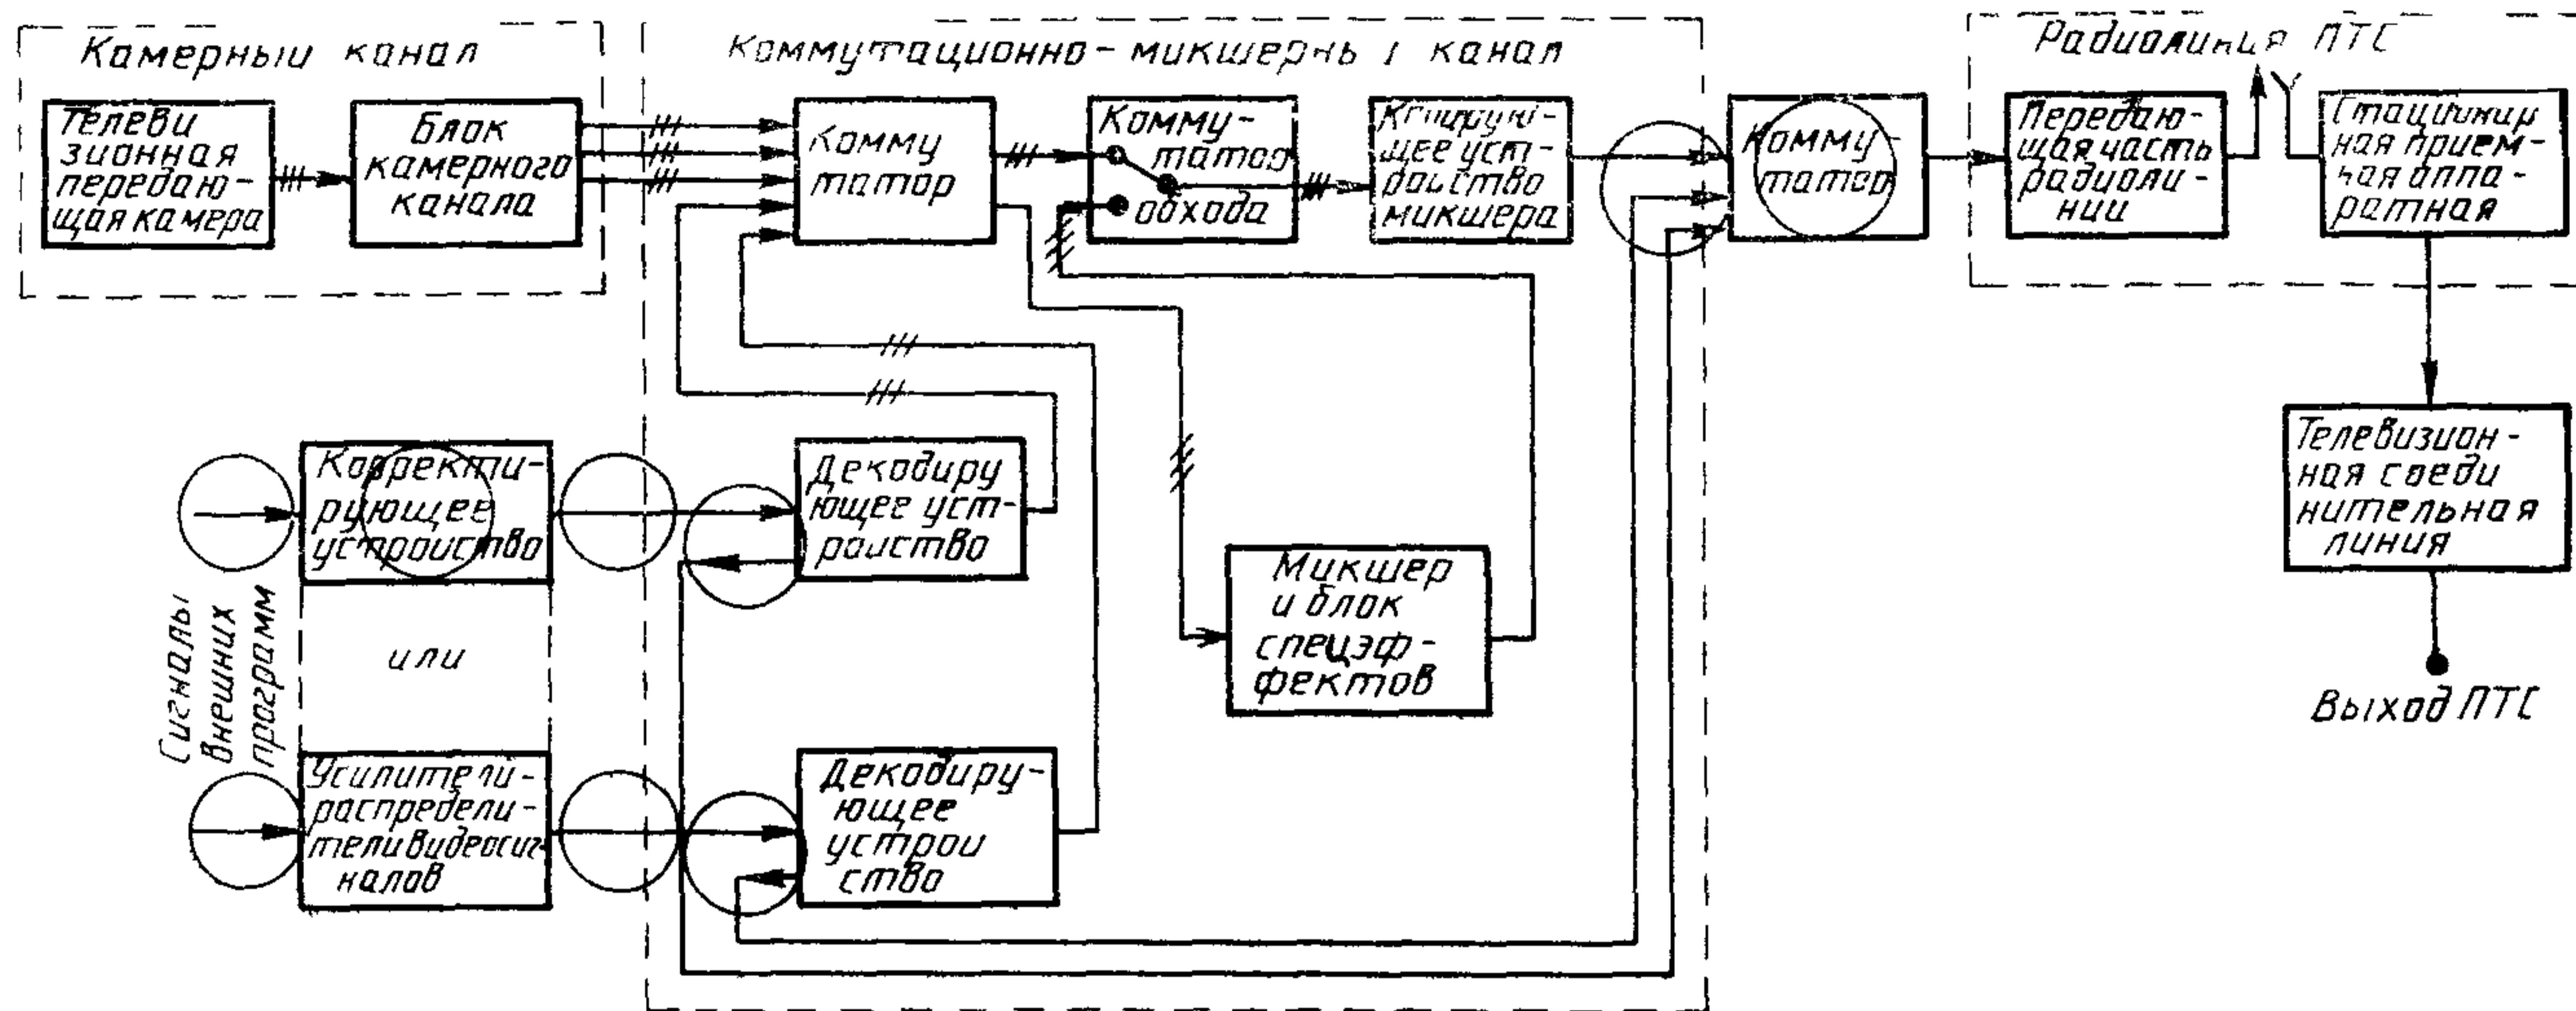 Камерный канал
Телеви
зионная
передаю-
щая камера
Блок
камерного
канала
Коммутационно-микшерный канал
Комму
татор
Комму-
татор
обхода
Кодирую-
щее уст-
ройство
микшера
Комму-
татор
Радиолиния ПТС
Передаю-
щая часть
радиоли-
нии
Стационар
ная прием-
ная аппа-
ратная
Телевизион-
ная соеди
нительная
линия
Выход ПТС
Сигналы
внешних
программ
Корректи-
рующее
устройство
или
Усилители-
распредели-
тели видеосиг-
налов
Декодиру
ющее уст-
ройство
Декодиру-
ющее
устрой
ство
Микшер
и блок
спецэф-
фектов